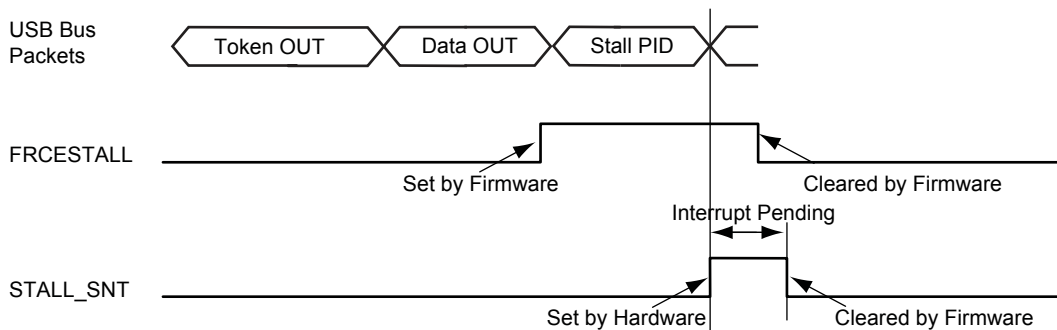 USB Bus
Packets
Token OUT
Data OUT
Stall PID
FRCESTALL
Set by Firmware
Cleared by Firmware
Interrupt Pending
STALL_SNT
Set by Hardware
Cleared by Firmware